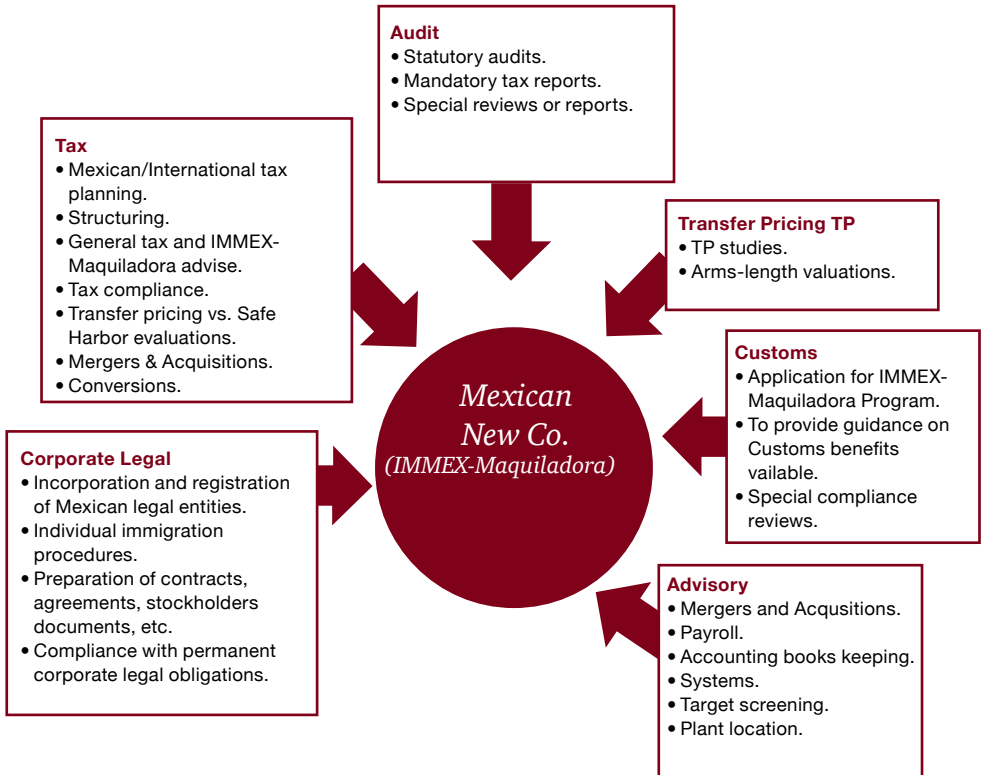 Audit
• Statutory audits.
• Mandatory tax reports.
• Special reviews or reports.
Tax
• Mexican/International tax
planning.
• Structuring.
• General tax and IMMEX-
Maquiladora advise.
• Tax compliance.
• Transfer pricing vs. Safe
Harbor evaluations.
• Mergers & Acquisitions.
• Conversions.
Transfer Pricing TP
• TP studies.
• Arms-length valuations.
Mexican
New Co.
(IMMEX-Maquiladora)
Customs
• Application for IMMEX-
Maquiladora Program.
• To provide guidance on
Customs benefits
vailable.
• Special compliance
reviews.
Corporate Legal
• Incorporation and registration
of Mexican legal entities.
• Individual immigration
procedures.
• Preparation of contracts,
agreements, stockholders
documents, etc.
• Compliance with permanent
corporate legal obligations.
Advisory
• Mergers and Acqusitions.
• Payroll.
• Accounting books keeping.
• Systems.
• Target screening.
• Plant location.